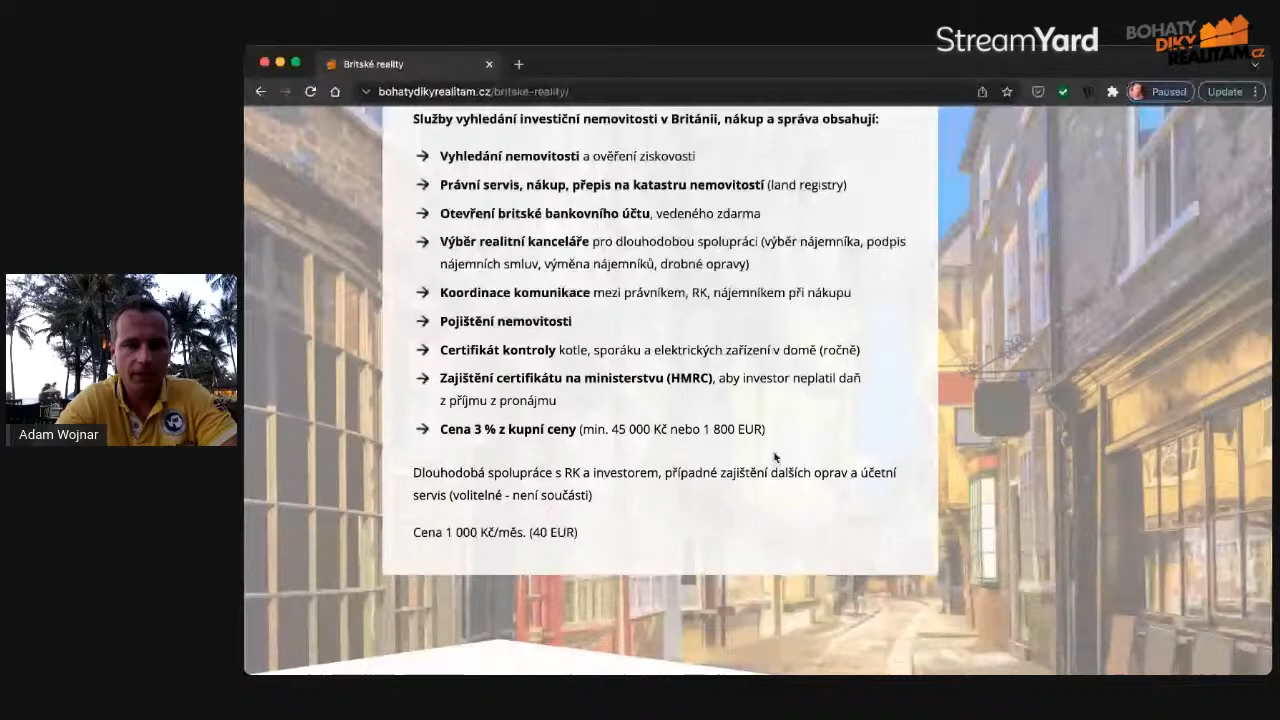 StreamYard
BOHATY
DIKY
REALITAM.CZ
Britské reality
bohatydikyrealitam.cz/britske-reality/
Paused
Update
Služby vyhledání investiční nemovitosti v Británii, nákup a správa obsahují:
→ Vyhledání nemovitosti a ověření ziskovosti
→ Právní servis, nákup, přepis na katastru nemovitostí (land registry)
→ Otevření britské bankovního účtu, vedeného zdarma
→ Výběr realitní kanceláře pro dlouhodobou spolupráci (výběr nájemníka, podpis
nájemních smluv, výměna nájemníků, drobné opravy)
→ Koordinace komunikace mezi právníkem, RK, nájemníkem při nákupu
→ Pojištění nemovitosti
→ Certifikát kontroly kotle, sporáku a elektrických zařízení v domě (ročně)
→ Zajištění certifikátu na ministerstvu (HMRC), aby investor neplatil daň
z příjmu z pronájmu
→ Cena 3 % z kupní ceny (min. 45 000 Kč nebo 1 800 EUR)
Dlouhodobá spolupráce s RK a investorem, případné zajištění dalších oprav a účetní
servis (volitelné - není součástí)
Cena 1 000 Kč/měs. (40 EUR)
Adam Wojnar